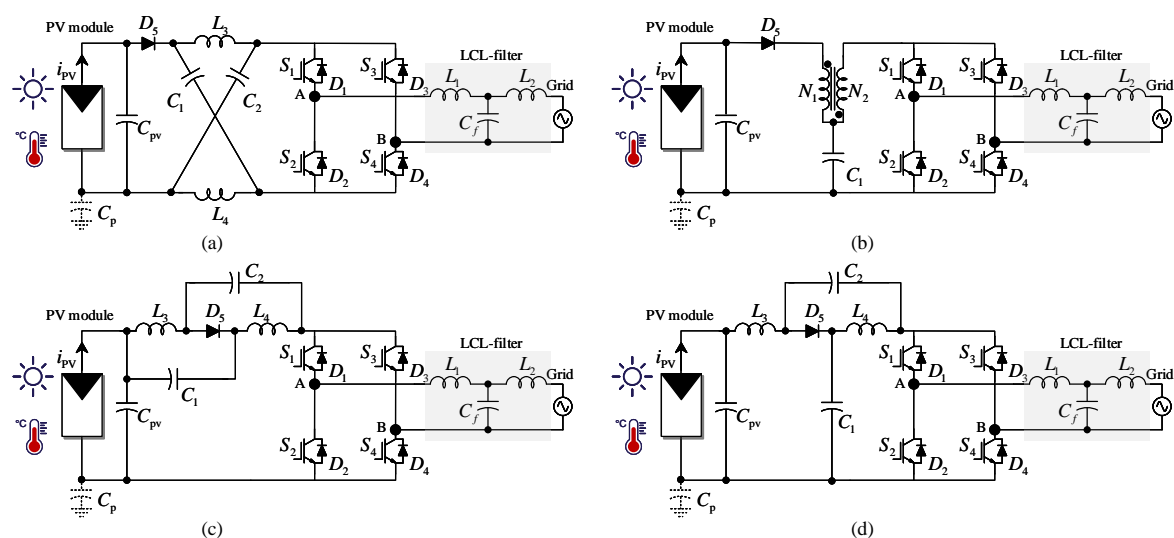 PV module
D5
L3
iPV
°C
Cpv
C1
C2
L4
Cp
S1
D1
S3
D3
A
B
S2
D2
S4
D4
LCL-filter
L1
L2
Cf
Grid
(a)
PV module
D5
iPV
°C
Cpv
N1
N2
C1
Cp
S1
D1
S3
D3
A
B
S2
D2
S4
D4
LCL-filter
L1
L2
Cf
Grid
(b)
C2
PV module
L3
D5
L4
iPV
°C
C1
Cpv
Cp
S1
D1
S3
D3
A
B
S2
D2
S4
D4
LCL-filter
L1
L2
Cf
Grid
(c)
C2
PV module
L3
D5
L4
iPV
°C
Cpv
C1
Cp
S1
D1
S3
D3
A
B
S2
D2
S4
D4
LCL-filter
L1
L2
Cf
Grid
(d)